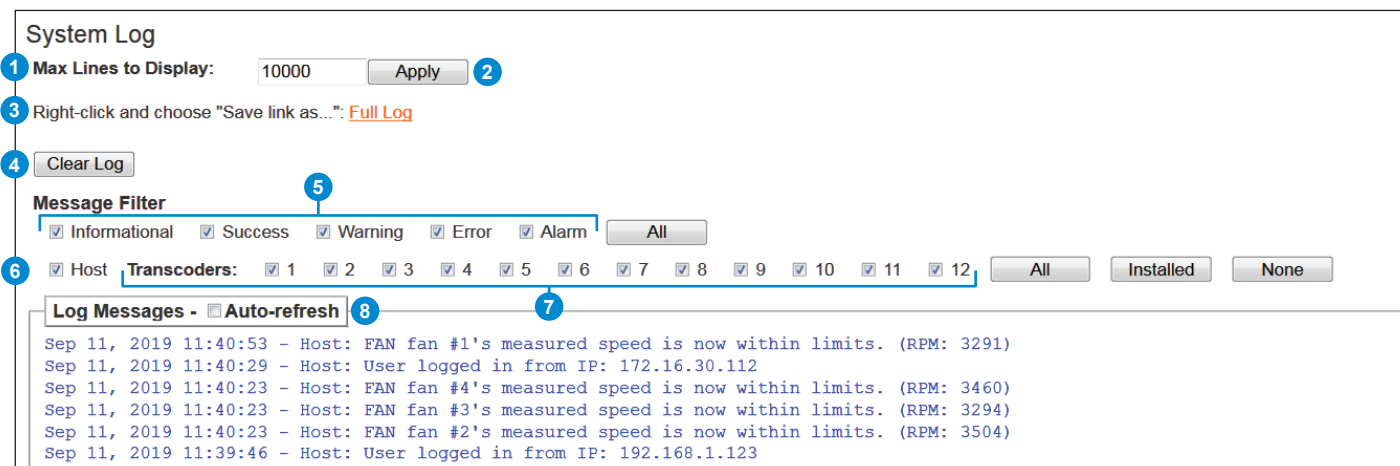 System Log
1 Max Lines to Display: 10000 Apply 2
3 Right-click and choose "Save link as...": Full Log
4 Clear Log
5
Message Filter
Informational Success Warning Error Alarm All
6 Host Transcoders: 1 2 3 4 5 6 7 8 9 10 11 12 All Installed None
7
Log Messages - Auto-refresh 8
Sep 11, 2019 11:40:53 - Host: FAN fan #1's measured speed is now within limits. (RPM: 3291)
Sep 11, 2019 11:40:29 - Host: User logged in from IP: 172.16.30.112
Sep 11, 2019 11:40:23 - Host: FAN fan #4's measured speed is now within limits. (RPM: 3460)
Sep 11, 2019 11:40:23 - Host: FAN fan #3's measured speed is now within limits. (RPM: 3294)
Sep 11, 2019 11:40:23 - Host: FAN fan #2's measured speed is now within limits. (RPM: 3504)
Sep 11, 2019 11:39:46 - Host: User logged in from IP: 192.168.1.123